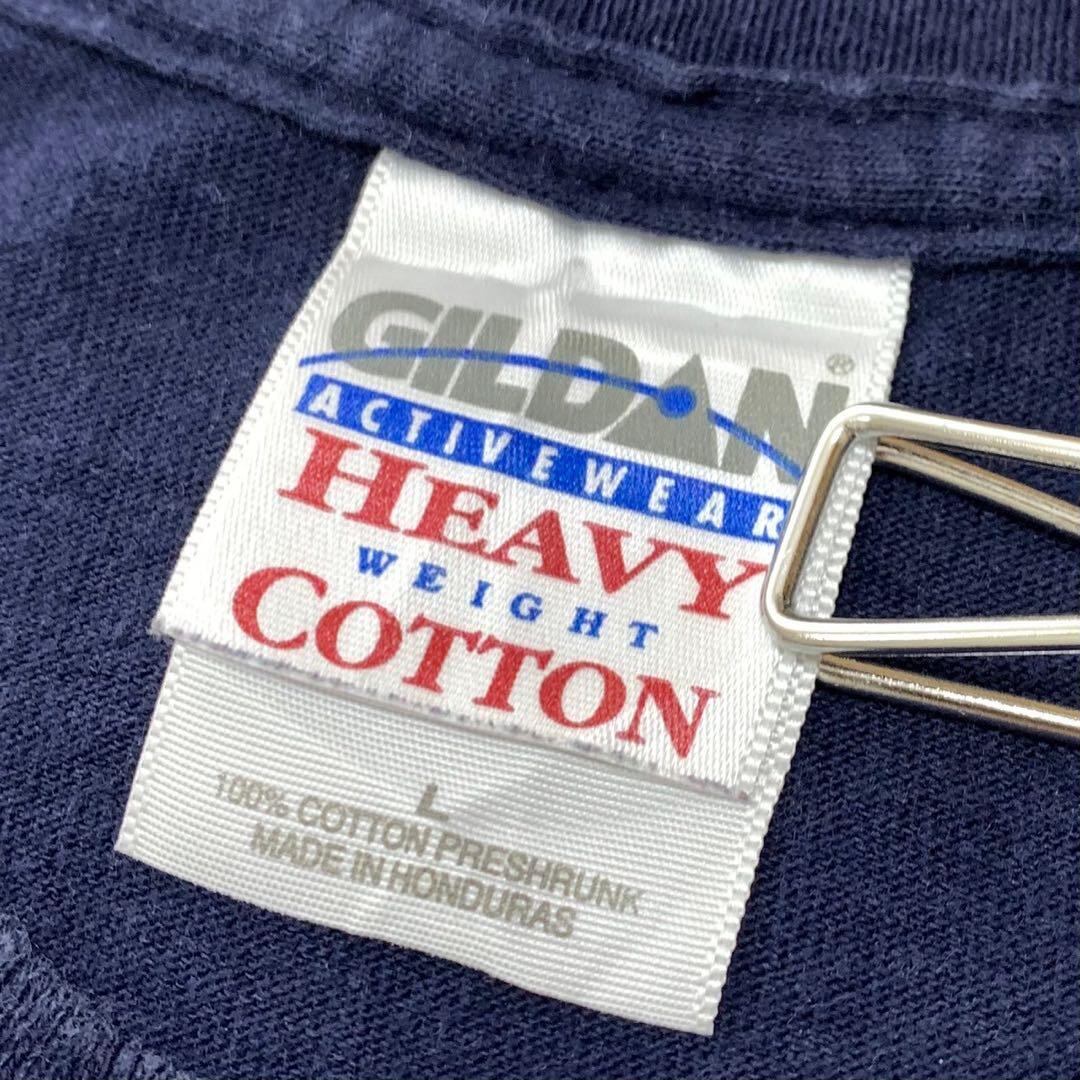 GILDAN®
ACTIVEWEAR
HEAVY
WEIGHT
COTTON
L
100% COTTON PRESHRUNK
MADE IN HONDURAS